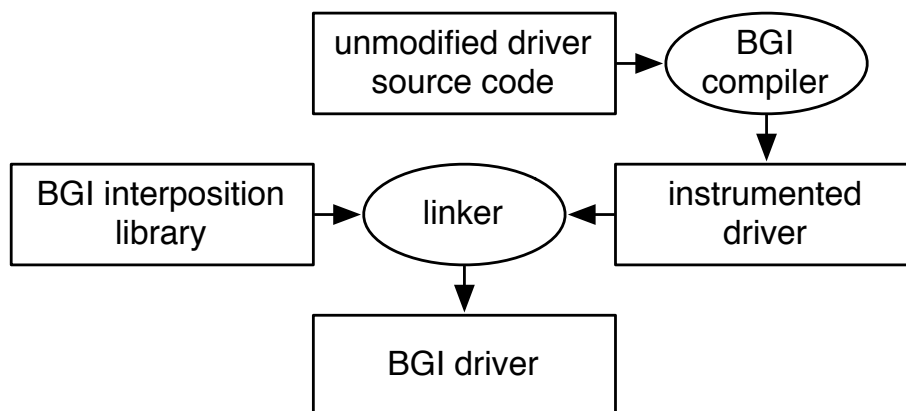 unmodified driver
source code
BGI
compiler
BGI interposition
library
linker
instrumented
driver
BGI driver